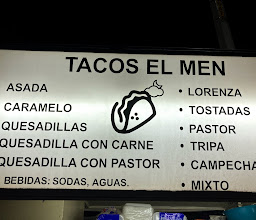 TACOS EL MEN
ASADA
CARAMELO
QUESADILLAS
QUESADILLA CON CARNE
QUESADILLA CON PASTOR
BEBIDAS: SODAS, AGUAS.
• LORENZA
• TOSTADAS
• PASTOR
• TRIPA
• CAMPECHA
• MIXTO